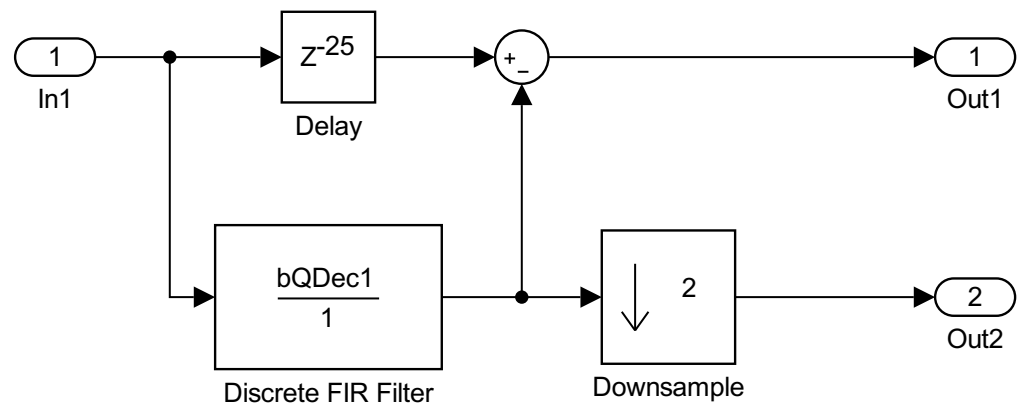 1
In1
Z-25
Delay
+
−
1
Out1
bQDec1
1
Discrete FIR Filter
2
Downsample
2
Out2